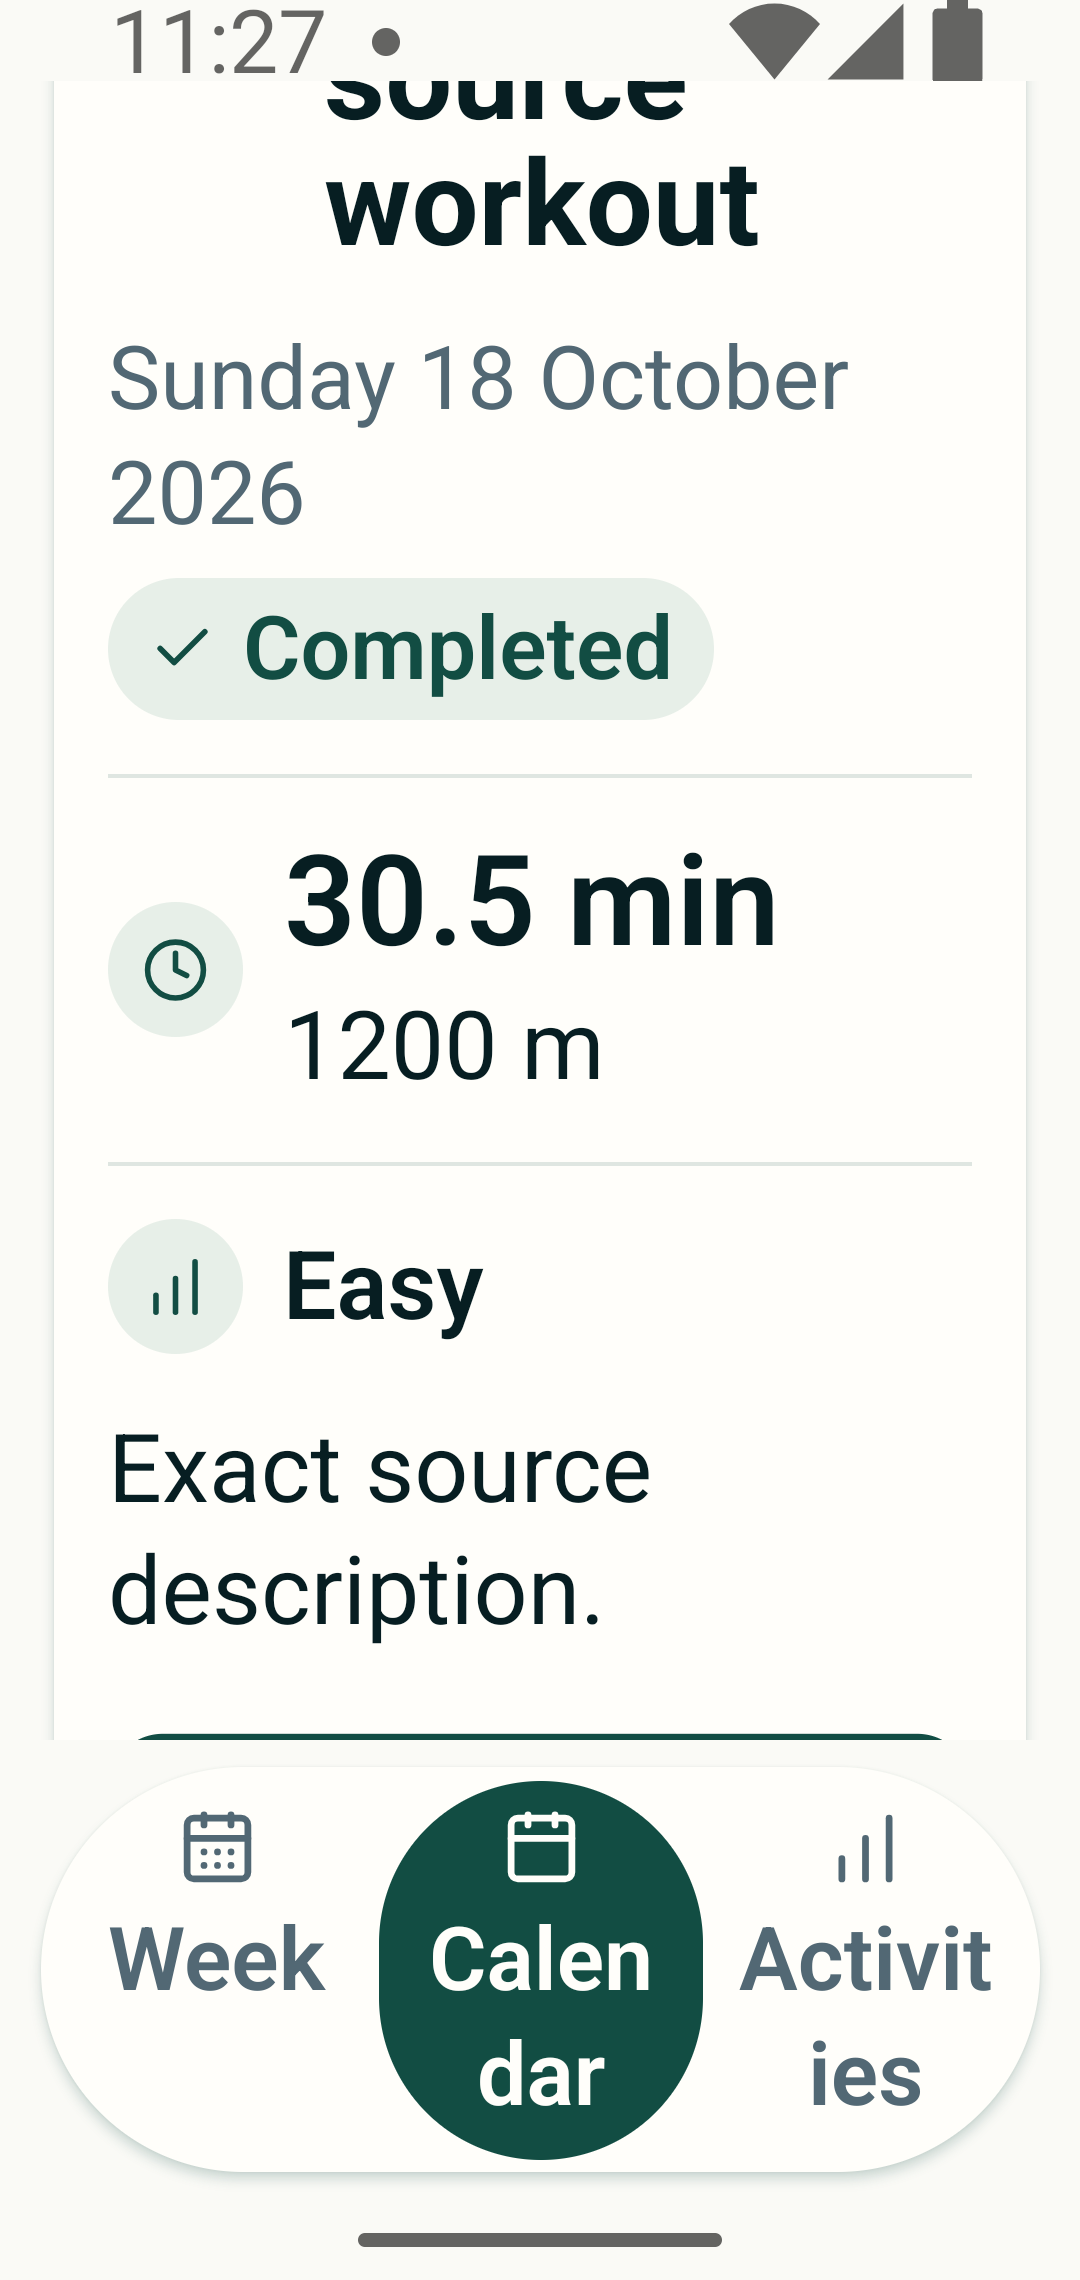 11:27
source
workout
Sunday 18 October
2026
Completed
30.5 min
1200 m
Easy
Exact source
description.
Week
Calen
dar
Activit
ies